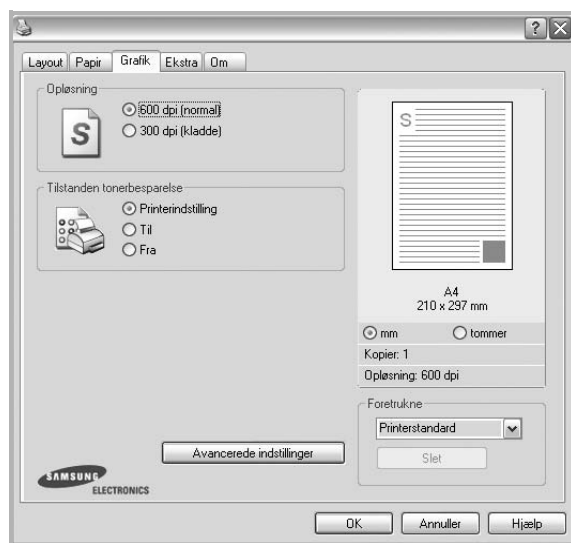 Layout Papir Grafik Ekstra Om
Opløsning
600 dpi (normal)
300 dpi (kladde)
S
Tilstanden tonerbesparelse
Printerindstilling
Til
Fra
S
A4
210 x 297 mm
mm tommer
Kopier: 1
Opløsning: 600 dpi
Foretrukne
Printerstandard
Slet
Avancerede indstillinger
SAMSUNG
ELECTRONICS
OK Annuller Hjælp